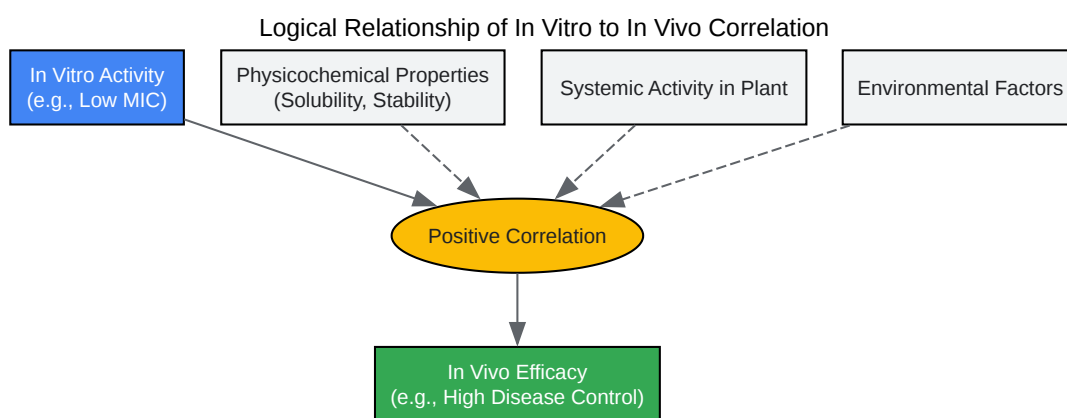 Logical Relationship of In Vitro to In Vivo Correlation
In Vitro Activity
(e.g., Low MIC)
Physicochemical Properties
(Solubility, Stability)
Systemic Activity in Plant
Environmental Factors
Positive Correlation
In Vivo Efficacy
(e.g., High Disease Control)